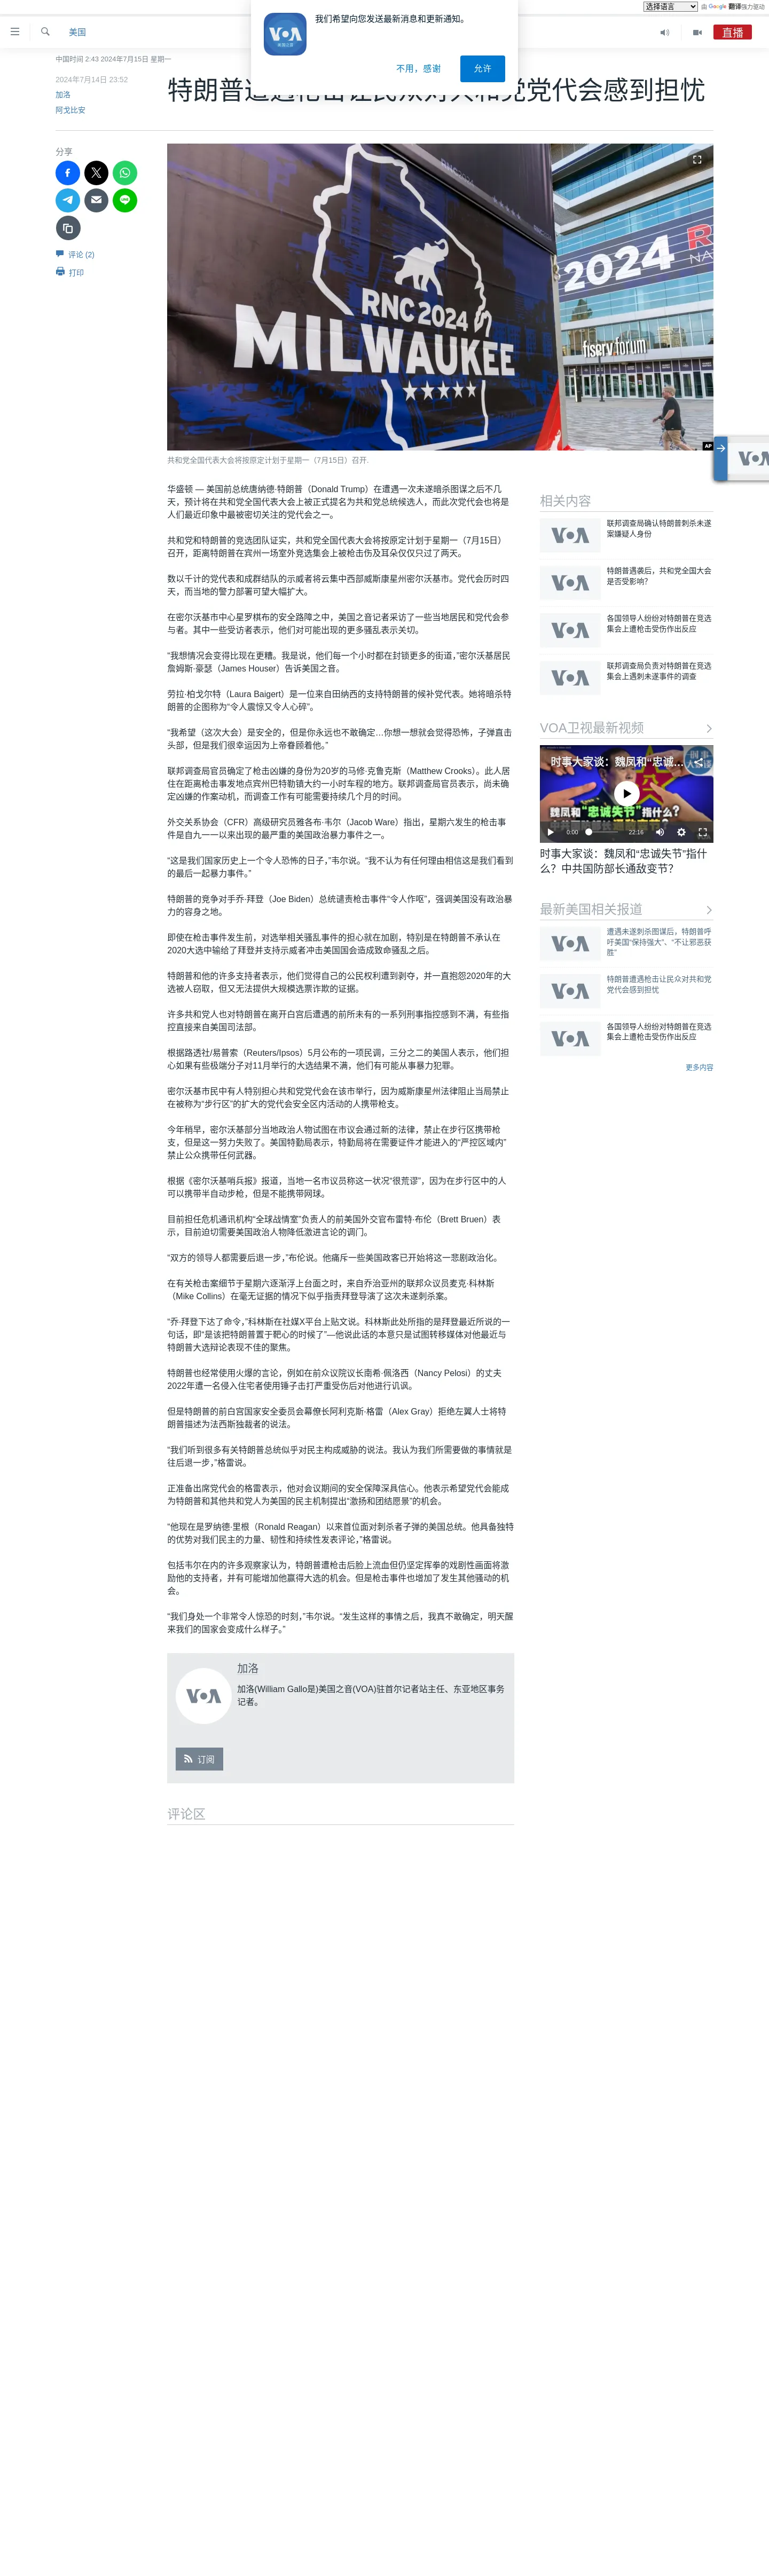 选择语言 由 Google 翻译强力驱动
我们希望向您发送最新消息和更新通知。
不用，感谢 允许
VOA
美国之音
美国
直播
中国时间 2:43 2024年7月15日 星期一
2024年7月14日 23:52
加洛
阿戈比安
特朗普遭遇枪击让民众对共和党党代会感到担忧
分享
评论 (2)
打印
RNC 2024
MILWAUKEE
2024
fiserv.forum
AP
共和党全国代表大会将按原定计划于星期一（7月15日）召开.
华盛顿 — 美国前总统唐纳德·特朗普（Donald Trump）在遭遇一次未遂暗杀图谋之后不几
天，预计将在共和党全国代表大会上被正式提名为共和党总统候选人，而此次党代会也将是
人们最近印象中最被密切关注的党代会之一。
共和党和特朗普的竞选团队证实，共和党全国代表大会将按原定计划于星期一（7月15日）
召开，距离特朗普在宾州一场室外竞选集会上被枪击伤及耳朵仅仅只过了两天。
数以千计的党代表和成群结队的示威者将云集中西部威斯康星州密尔沃基市。党代会历时四
天，而当地的警力部署可望大幅扩大。
在密尔沃基市中心星罗棋布的安全路障之中，美国之音记者采访了一些当地居民和党代会参
与者。其中一些受访者表示，他们对可能出现的更多骚乱表示关切。
“我想情况会变得比现在更糟。我是说，他们每一个小时都在封锁更多的街道，”密尔沃基居民
詹姆斯·豪瑟（James Houser）告诉美国之音。
劳拉·柏戈尔特（Laura Baigert）是一位来自田纳西的支持特朗普的候补党代表。她将暗杀特
朗普的企图称为“令人震惊又令人心碎”。
“我希望（这次大会）是安全的，但是你永远也不敢确定…你想一想就会觉得恐怖，子弹直击
头部，但是我们很幸运因为上帝眷顾着他。”
联邦调查局官员确定了枪击凶嫌的身份为20岁的马修·克鲁克斯（Matthew Crooks）。此人居
住在距离枪击事发地点宾州巴特勒镇大约一小时车程的地方。联邦调查局官员表示，尚未确
定凶嫌的作案动机，而调查工作有可能需要持续几个月的时间。
外交关系协会（CFR）高级研究员雅各布·韦尔（Jacob Ware）指出，星期六发生的枪击事
件是自九一一以来出现的最严重的美国政治暴力事件之一。
“这是我们国家历史上一个令人恐怖的日子，”韦尔说。“我不认为有任何理由相信这是我们看到
的最后一起暴力事件。”
特朗普的竞争对手乔·拜登（Joe Biden）总统谴责枪击事件“令人作呕”，强调美国没有政治暴
力的容身之地。
即使在枪击事件发生前，对选举相关骚乱事件的担心就在加剧，特别是在特朗普不承认在
2020大选中输给了拜登并支持示威者冲击美国国会造成致命骚乱之后。
特朗普和他的许多支持者表示，他们觉得自己的公民权利遭到剥夺，并一直抱怨2020年的大
选被人窃取，但又无法提供大规模选票诈欺的证据。
许多共和党人也对特朗普在离开白宫后遭遇的前所未有的一系列刑事指控感到不满，有些指
控直接来自美国司法部。
根据路透社/易普索（Reuters/Ipsos）5月公布的一项民调，三分之二的美国人表示，他们担
心如果有些极端分子对11月举行的大选结果不满，他们有可能从事暴力犯罪。
密尔沃基市民中有人特别担心共和党党代会在该市举行，因为威斯康星州法律阻止当局禁止
在被称为“步行区”的扩大的党代会安全区内活动的人携带枪支。
今年稍早，密尔沃基部分当地政治人物试图在市议会通过新的法律，禁止在步行区携带枪
支，但是这一努力失败了。美国特勤局表示，特勤局将在需要证件才能进入的“严控区域内”
禁止公众携带任何武器。
根据《密尔沃基哨兵报》报道，当地一名市议员称这一状况“很荒谬”，因为在步行区中的人
可以携带半自动步枪，但是不能携带网球。
目前担任危机通讯机构“全球战情室”负责人的前美国外交官布雷特·布伦（Brett Bruen）表
示，目前迫切需要美国政治人物降低激进言论的调门。
“双方的领导人都需要后退一步，”布伦说。他痛斥一些美国政客已开始将这一悲剧政治化。
在有关枪击案细节于星期六逐渐浮上台面之时，来自乔治亚州的联邦众议员麦克·科林斯
（Mike Collins）在毫无证据的情况下似乎指责拜登导演了这次未遂刺杀案。
“乔·拜登下达了命令，”科林斯在社媒X平台上贴文说。科林斯此处所指的是拜登最近所说的一
句话，即“是该把特朗普置于靶心的时候了”—他说此话的本意只是试图转移媒体对他最近与
特朗普大选辩论表现不佳的聚焦。
特朗普也经常使用火爆的言论，例如在前众议院议长南希·佩洛西（Nancy Pelosi）的丈夫
2022年遭一名侵入住宅者使用锤子击打严重受伤后对他进行讥讽。
但是特朗普的前白宫国家安全委员会幕僚长阿利克斯·格雷（Alex Gray）拒绝左翼人士将特
朗普描述为法西斯独裁者的说法。
“我们听到很多有关特朗普总统似乎对民主构成威胁的说法。我认为我们所需要做的事情就是
往后退一步，”格雷说。
正准备出席党代会的格雷表示，他对会议期间的安全保障深具信心。他表示希望党代会能成
为特朗普和其他共和党人为美国的民主机制提出“激扬和团结愿景”的机会。
“他现在是罗纳德·里根（Ronald Reagan）以来首位面对刺杀者子弹的美国总统。他具备独特
的优势对我们民主的力量、韧性和持续性发表评论，”格雷说。
包括韦尔在内的许多观察家认为，特朗普遭枪击后脸上流血但仍坚定挥拳的戏剧性画面将激
励他的支持者，并有可能增加他赢得大选的机会。但是枪击事件也增加了发生其他骚动的机
会。
“我们身处一个非常令人惊恐的时刻，”韦尔说。“发生这样的事情之后，我真不敢确定，明天醒
来我们的国家会变成什么样子。”
加洛
加洛(William Gallo是)美国之音(VOA)驻首尔记者站主任、东亚地区事务
记者。
订阅
评论区
相关内容
联邦调查局确认特朗普刺杀未遂
案嫌疑人身份
特朗普遇袭后，共和党全国大会
是否受影响？
各国领导人纷纷对特朗普在竞选
集会上遭枪击受伤作出反应
联邦调查局负责对特朗普在竞选
集会上遇刺未遂事件的调查
VOA卫视最新视频
时事大家谈：魏凤和“忠诚...
魏凤和“忠诚失节”指什么？
0:00 22:16
时事大家谈：魏凤和“忠诚失节”指什
么？中共国防部长通敌变节？
最新美国相关报道
遭遇未遂刺杀图谋后，特朗普呼
吁美国“保持强大”、“不让邪恶获
胜”
特朗普遭遇枪击让民众对共和党
党代会感到担忧
各国领导人纷纷对特朗普在竞选
集会上遭枪击受伤作出反应
更多内容